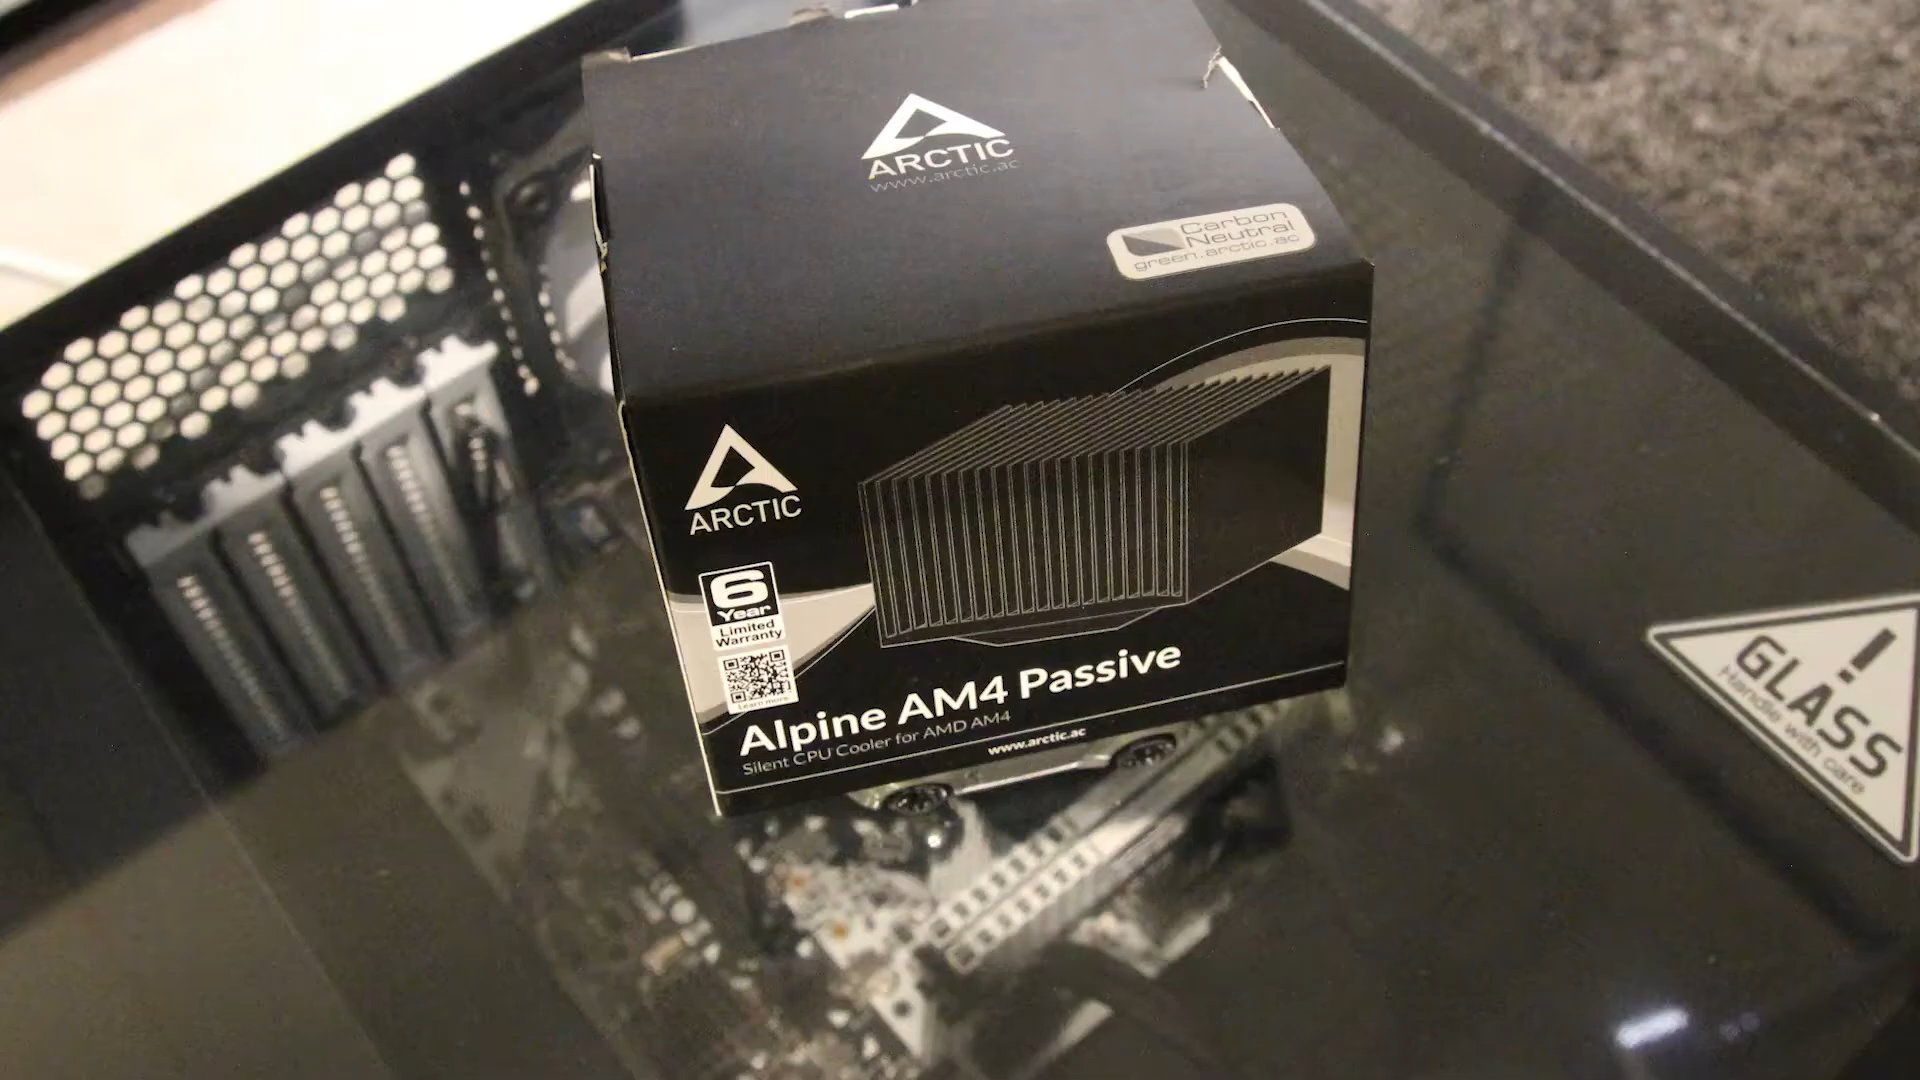 ARCTIC
www.arctic.ac
Carbon
Neutral
green.arctic.ac
ARCTIC
6
Year
Limited
Warranty
Learn more
Alpine AM4 Passive
Silent CPU Cooler for AMD AM4
www.arctic.ac
!
GLASS
Handle with care